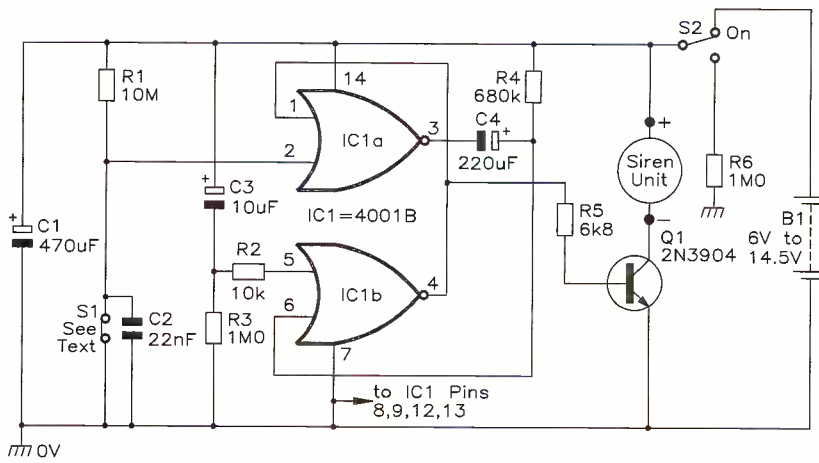 S2
On
R1
10M
14
R4
680k
1
IC1a
3
C4
+
220uF
2
+
Siren
Unit
-
R6
1M0
+
C3
10uF
IC1=4001B
R5
6k8
+
C1
470uF
B1
6V to
14.5V
Q1
2N3904
R2
10k
5
IC1b
4
6
S1
See
Text
C2
22nF
R3
1M0
7
to IC1 Pins
8,9,12,13
0V